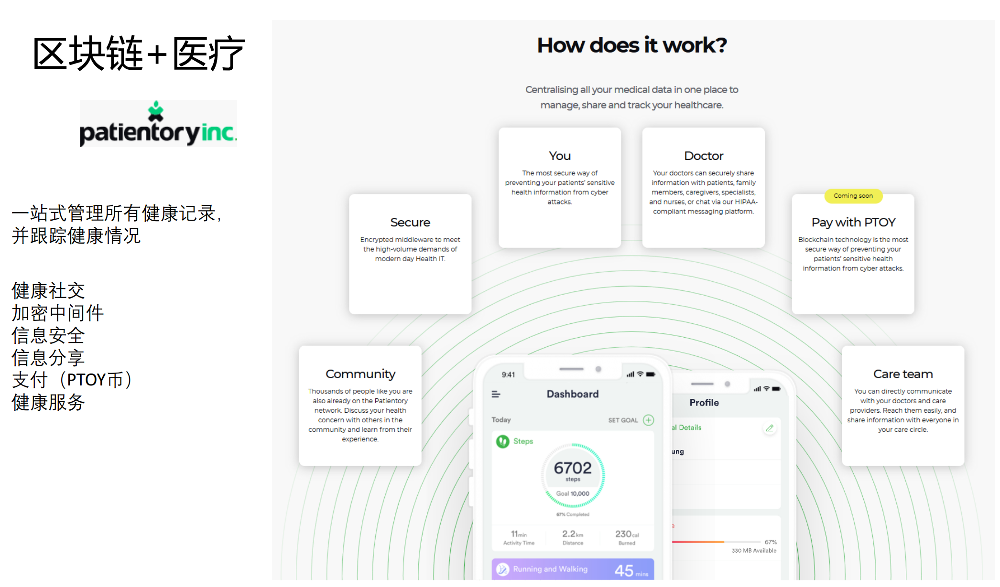 区块链+医疗
patientoryinc.
一站式管理所有健康记录,
并跟踪健康情况
健康社交
加密中间件
信息安全
信息分享
支付（PTOY币）
健康服务
How does it work?
Centralising all your medical data in one place to
manage, share and track your healthcare.
You
The most secure way of
preventing your patients' sensitive
health information from cyber
attacks.
Doctor
Your doctors can securely share
information with patients, family
members, caregivers, specialists,
and nurses, or chat via our HIPAA-
compliant messaging platform.
Secure
Encrypted middleware to meet
the high-volume demands of
modern day Health IT.
Coming soon
Pay with PTOY
Blockchain technology is the most
secure way of preventing your
patients' sensitive health
information from cyber attacks.
Community
Thousands of people like you are
also already on the Patientory
network. Discuss your health
concern with others in the
community and learn from their
experience.
Care team
You can directly communicate
with your doctors and care
providers. Reach them easily, and
share information with everyone in
your care circle.
9:41
Dashboard
Today
SET GOAL
Steps
6702
steps
Goal 10,000
67% Completed
11min
Activity Time
2.2km
Distance
230cal
Burned
Running and Walking
45 mins
Profile
al Details
ung
e
67%
330 MB Available